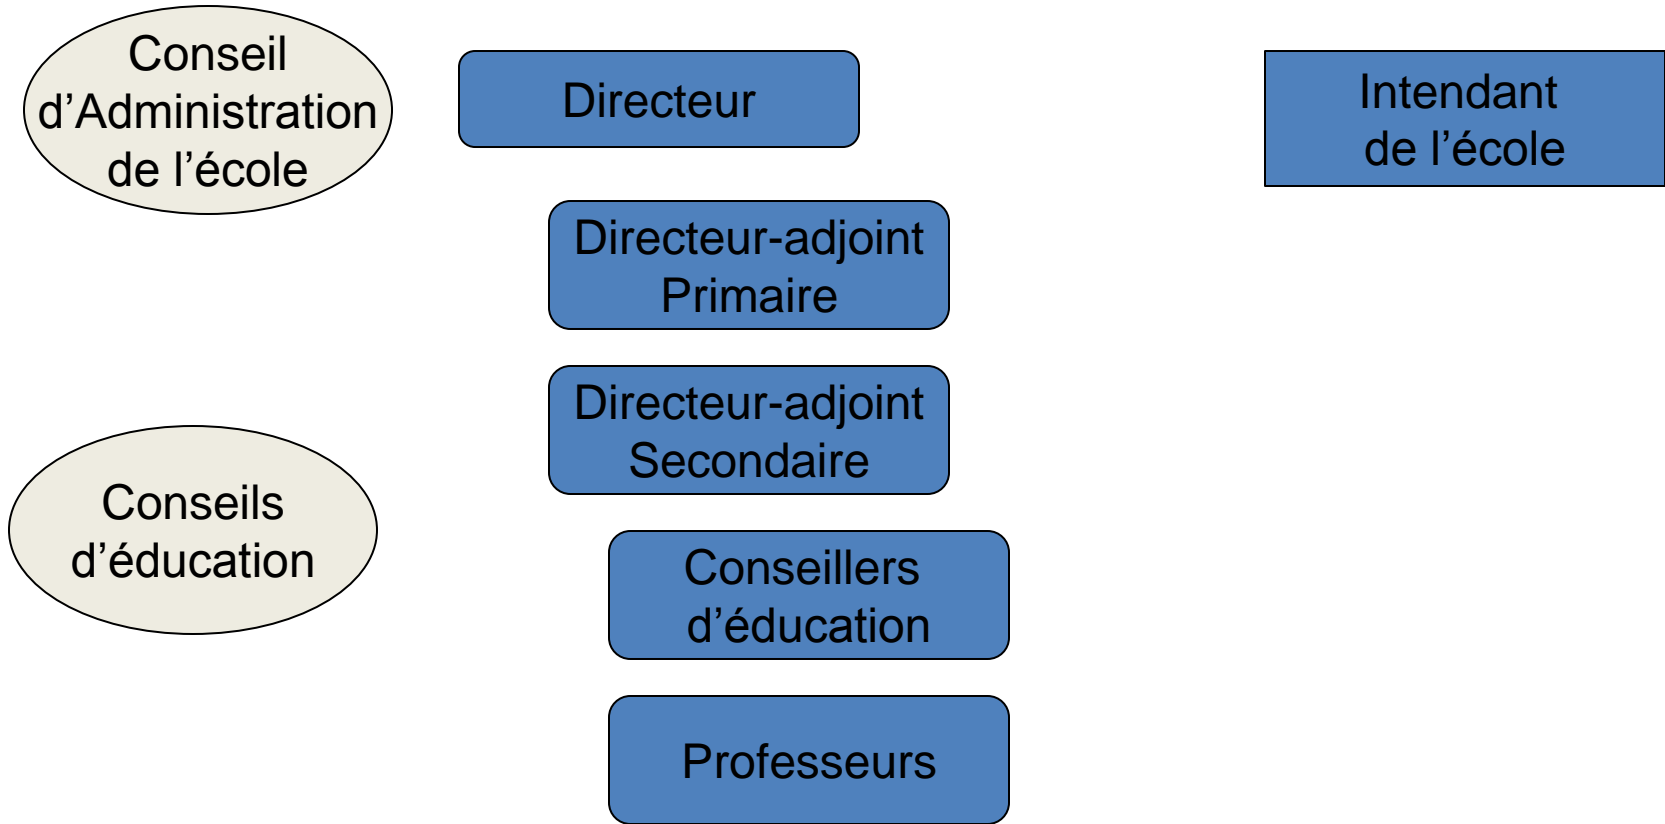 Conseil
d’Administration
de l’école
Directeur
Intendant
de l’école
Directeur-adjoint
Primaire
Directeur-adjoint
Secondaire
Conseils
d’éducation
Conseillers
d’éducation
Professeurs